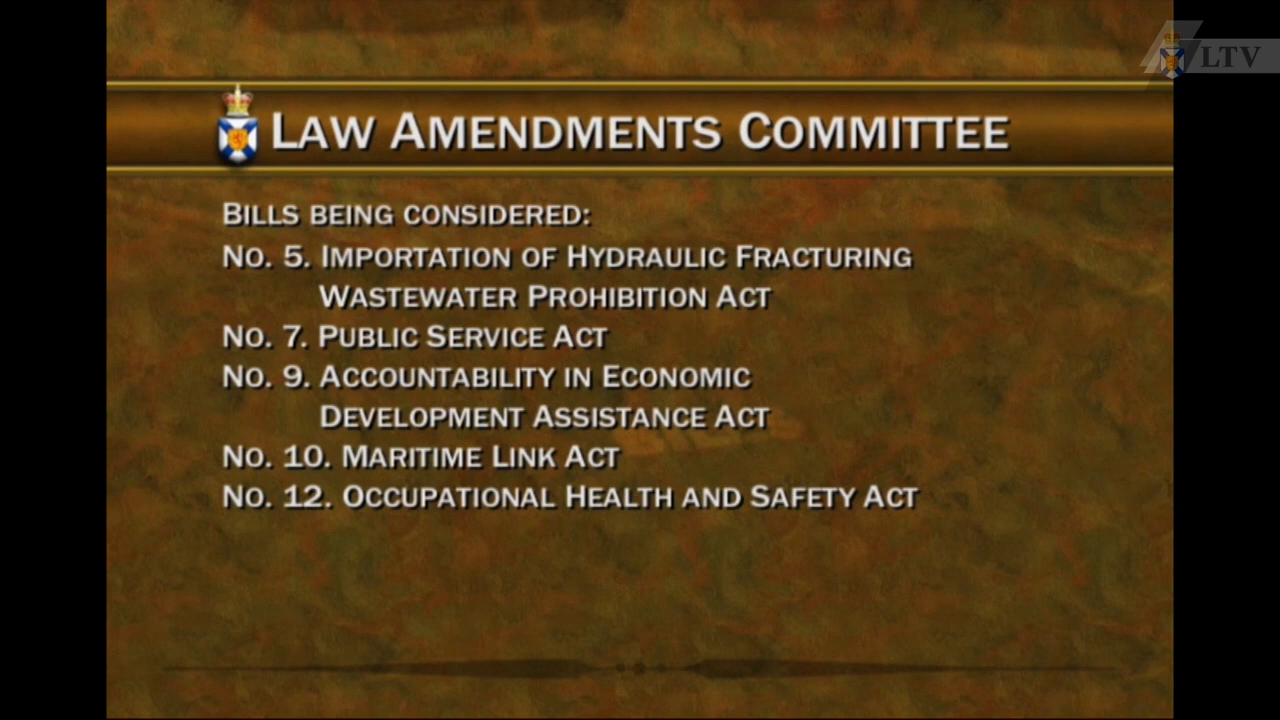 LTV
LAW AMENDMENTS COMMITTEE
BILLS BEING CONSIDERED:
NO. 5. IMPORTATION OF HYDRAULIC FRACTURING
WASTEWATER PROHIBITION ACT
NO. 7. PUBLIC SERVICE ACT
NO. 9. ACCOUNTABILITY IN ECONOMIC
DEVELOPMENT ASSISTANCE ACT
NO. 10. MARITIME LINK ACT
NO. 12. OCCUPATIONAL HEALTH AND SAFETY ACT